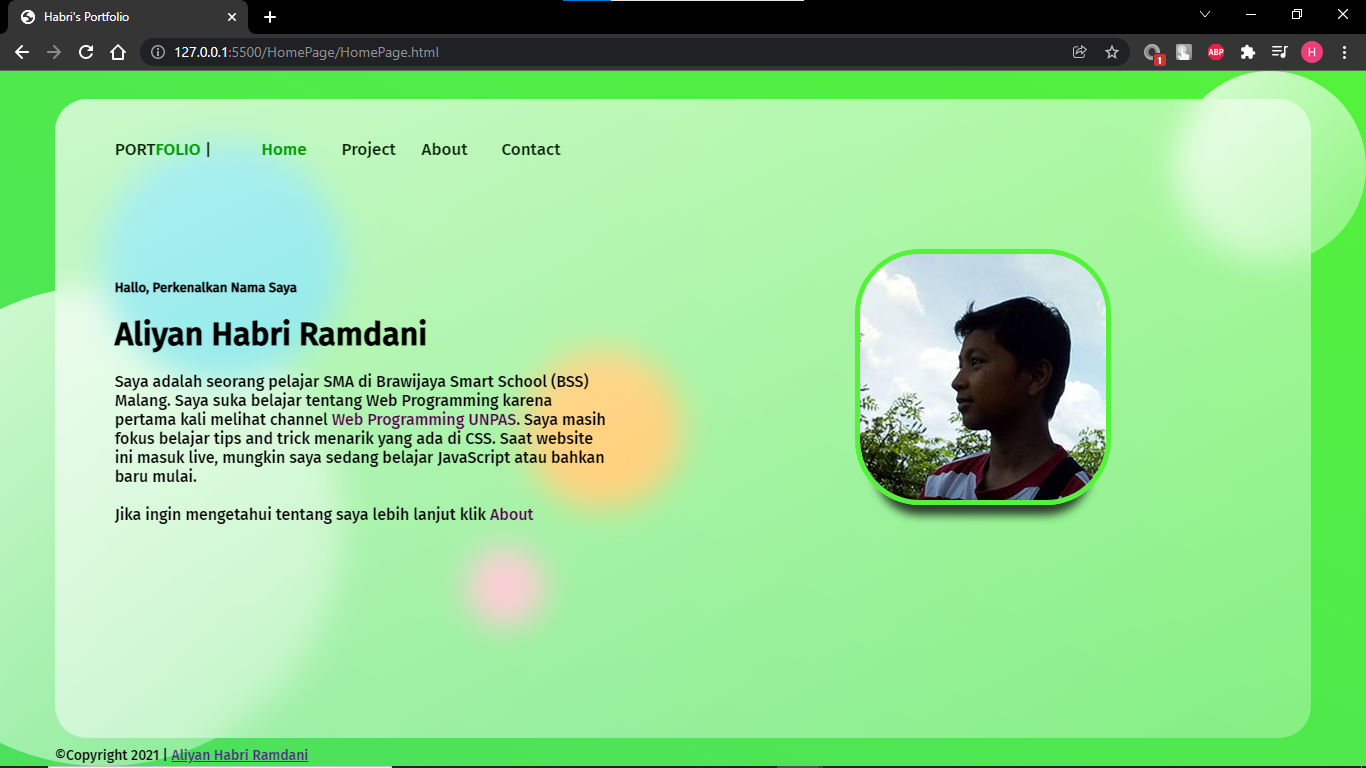 Habri's Portfolio
127.0.0.1:5500/HomePage/HomePage.html
1
ABP
H
PORTFOLIO | Home Project About Contact
Hallo, Perkenalkan Nama Saya
Aliyan Habri Ramdani
Saya adalah seorang pelajar SMA di Brawijaya Smart School (BSS)
Malang. Saya suka belajar tentang Web Programming karena
pertama kali melihat channel Web Programming UNPAS. Saya masih
fokus belajar tips and trick menarik yang ada di CSS. Saat website
ini masuk live, mungkin saya sedang belajar JavaScript atau bahkan
baru mulai.
Jika ingin mengetahui tentang saya lebih lanjut klik About
©Copyright 2021 | Aliyan Habri Ramdani